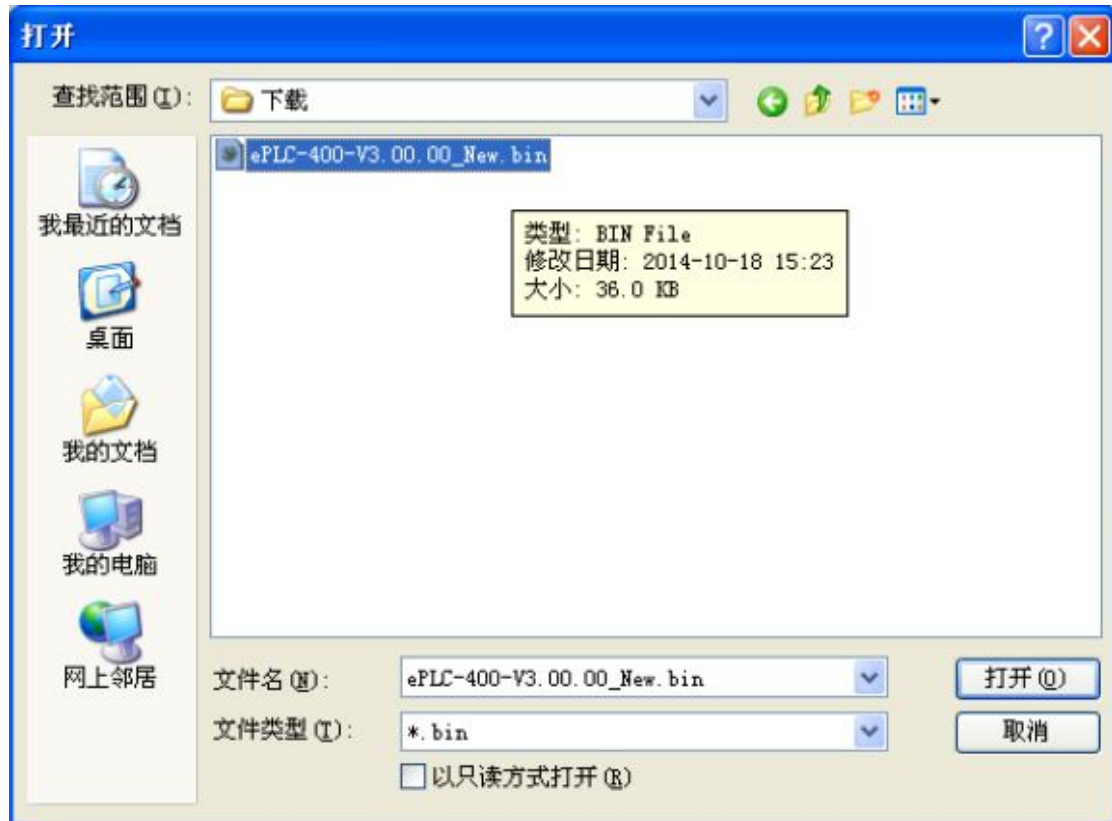 打开
查找范围(I):
下载
ePLC-400-V3.00.00_New.bin
类型: BIN File
修改日期: 2014-10-18 15:23
大小: 36.0 KB
我最近的文档
桌面
我的文档
我的电脑
网上邻居
文件名(N):
ePLC-400-V3.00.00_New.bin
打开(O)
文件类型(T):
*.bin
取消
以只读方式打开(R)